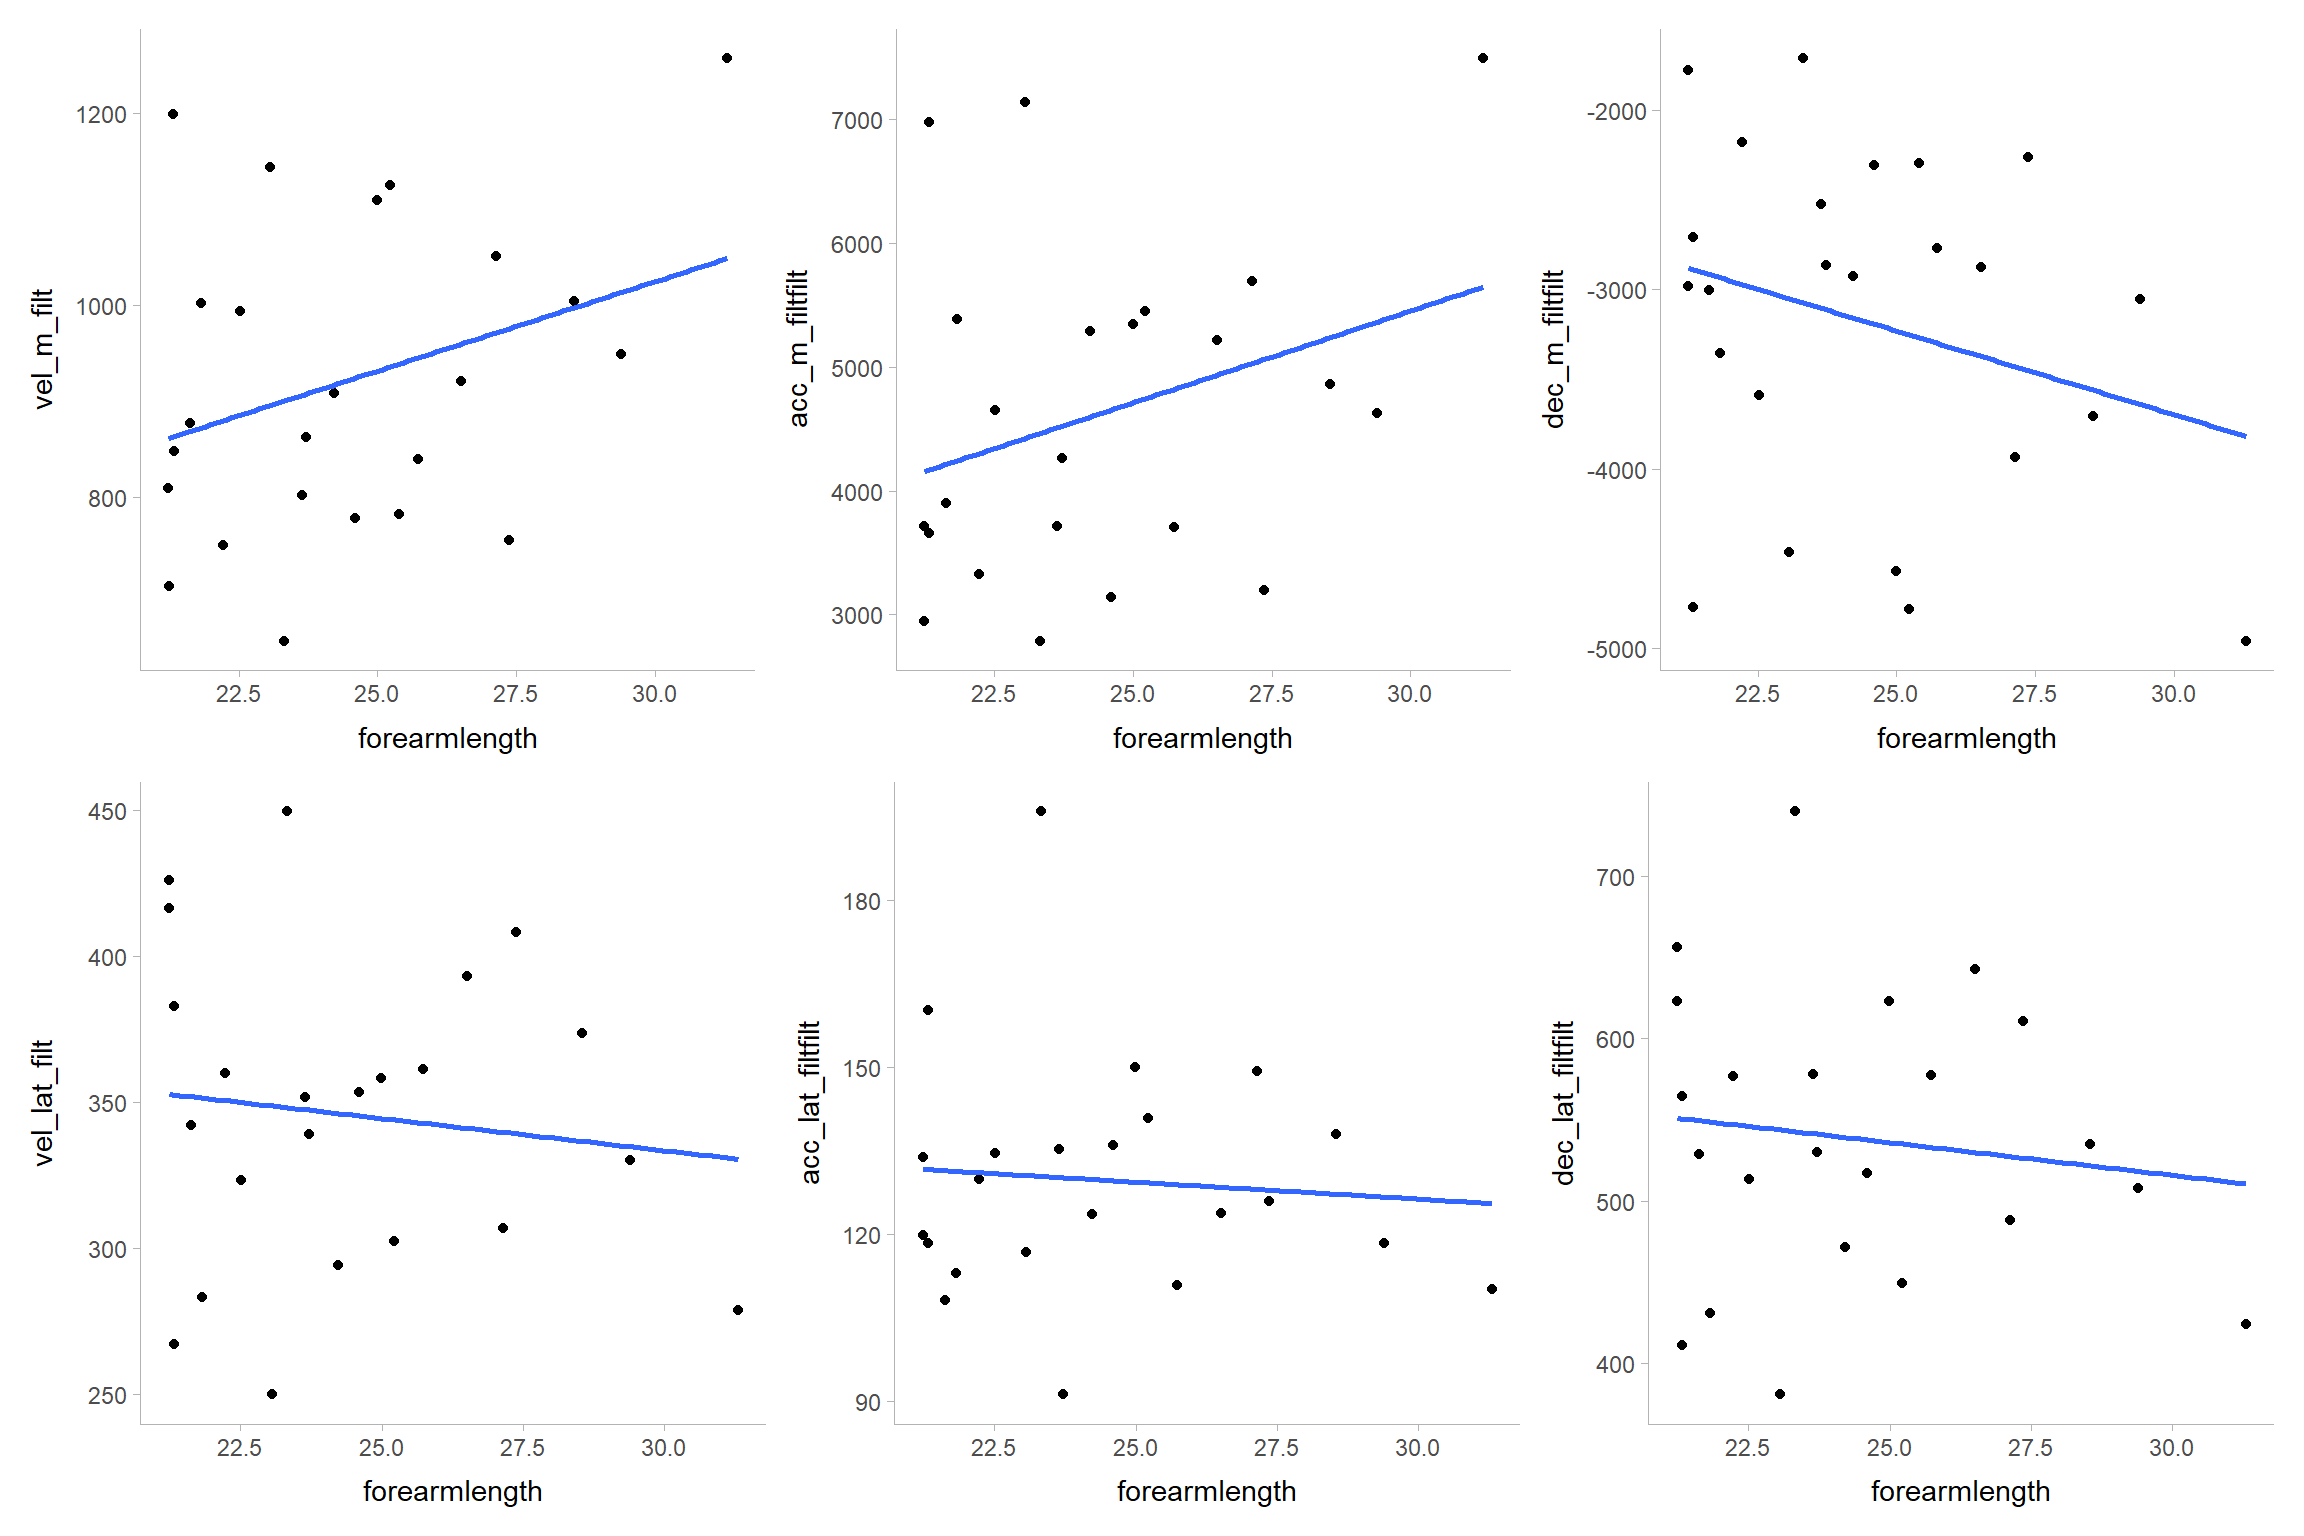 vel_m_filt
1200
1000
800
22.5 25.0 27.5 30.0
forearmlength
acc_m_filtfilt
7000
6000
5000
4000
3000
22.5 25.0 27.5 30.0
forearmlength
dec_m_filtfilt
-2000
-3000
-4000
-5000
22.5 25.0 27.5 30.0
forearmlength
vel_lat_filt
450
400
350
300
250
22.5 25.0 27.5 30.0
forearmlength
acc_lat_filtfilt
180
150
120
90
22.5 25.0 27.5 30.0
forearmlength
dec_lat_filtfilt
700
600
500
400
22.5 25.0 27.5 30.0
forearmlength